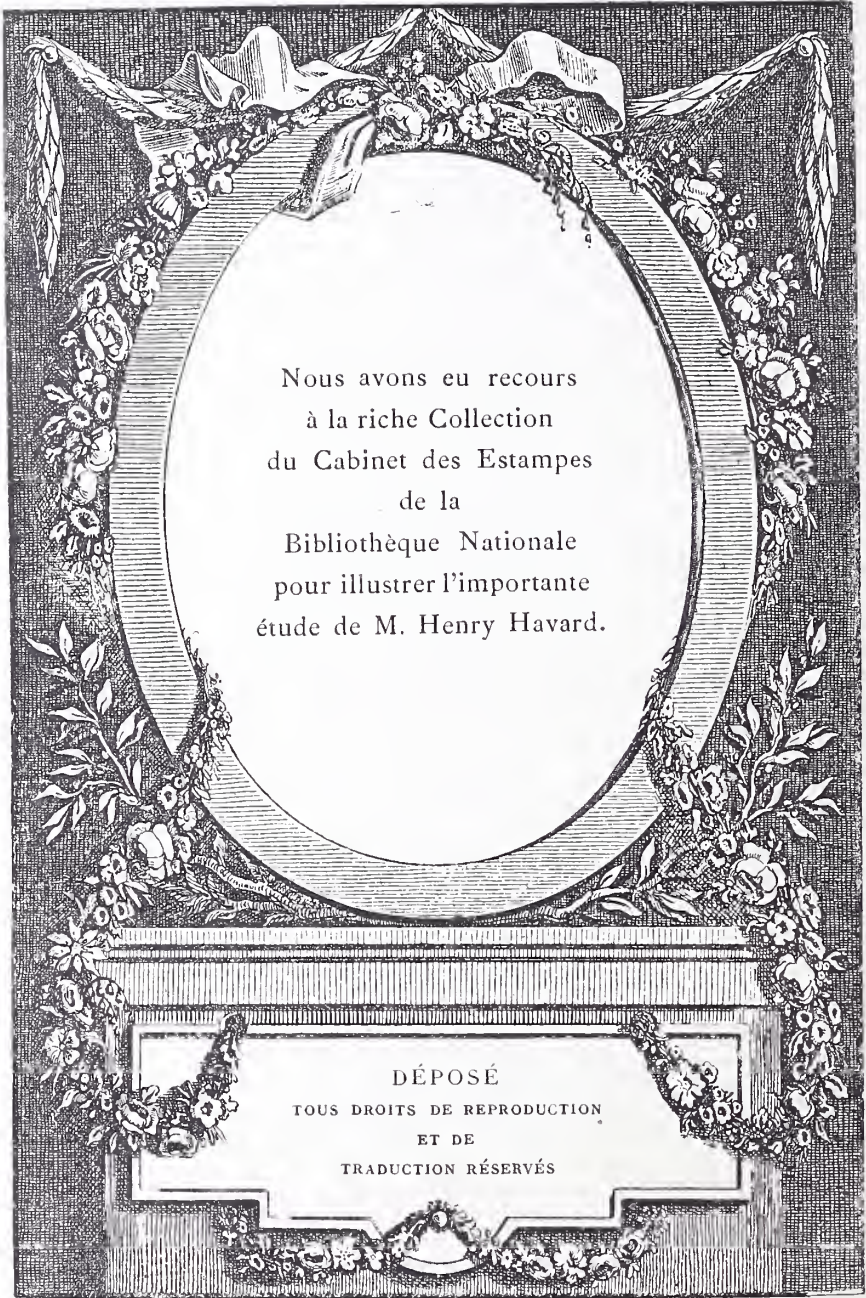 Nous avons eu recours
à la riche Collection
du Cabinet des Estampes
de la
Bibliothèque Nationale
pour illustrer l'importante
étude de M. Henry Havard.
DÉPOSÉ
TOUS DROITS DE REPRODUCTION
ET DE
TRADUCTION RÉSERVÉS